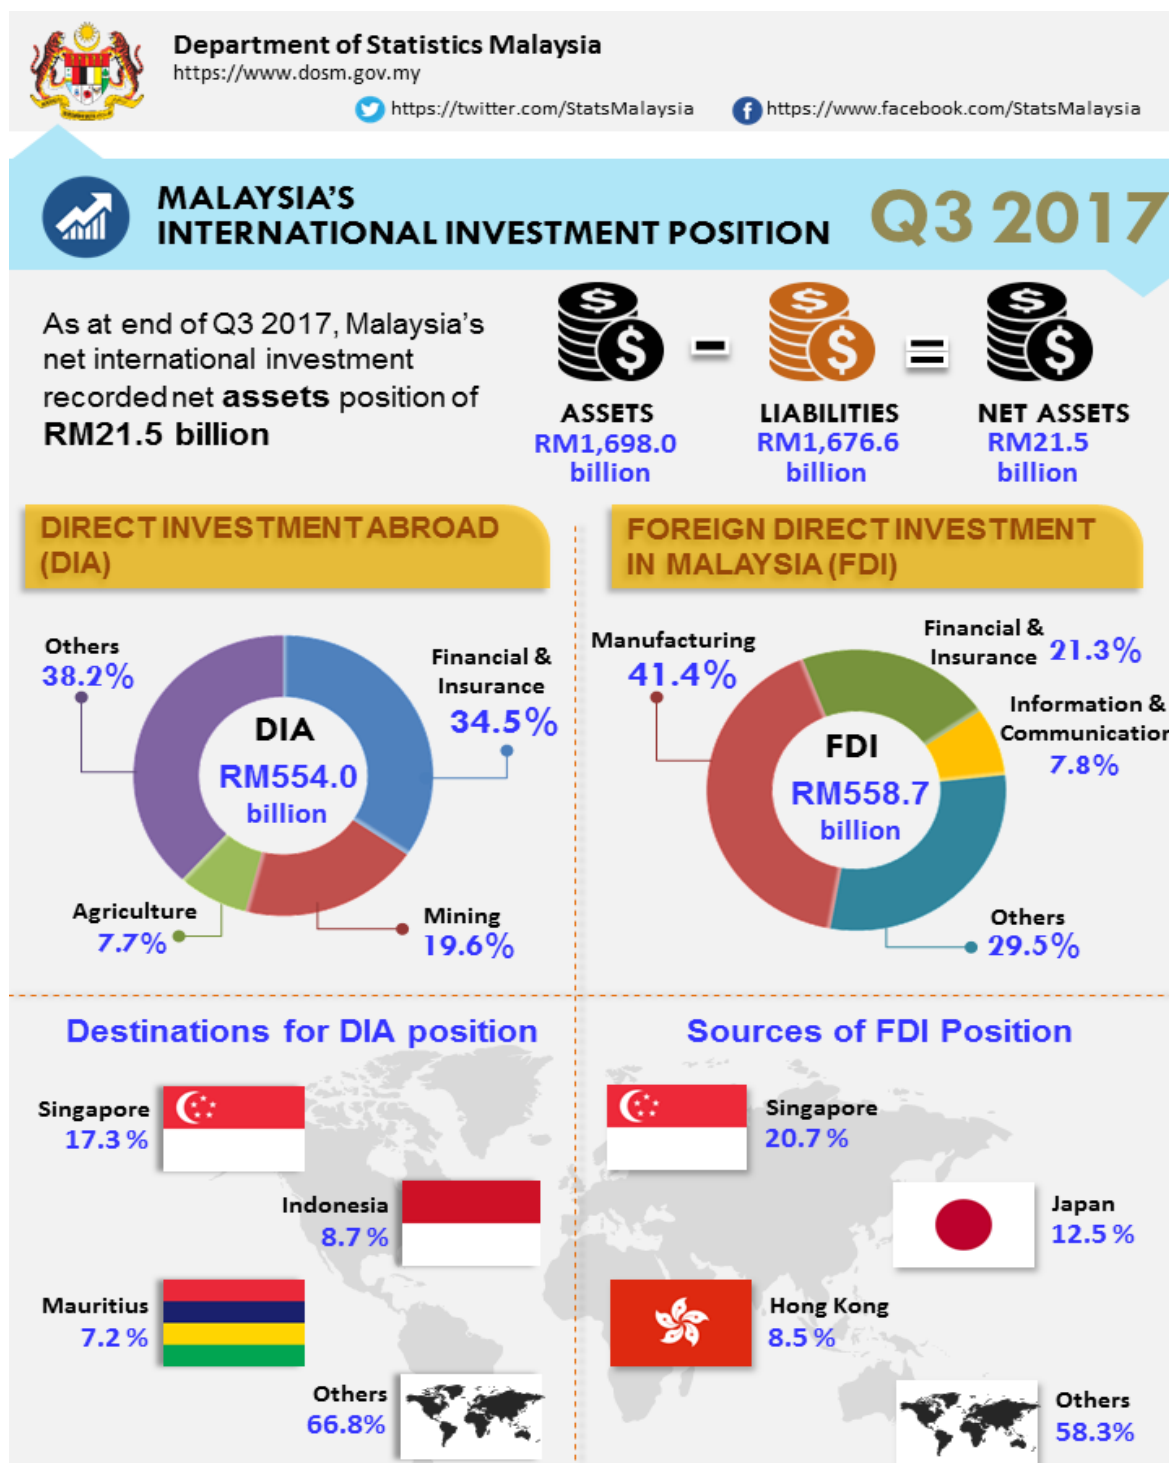 Department of Statistics Malaysia
https://www.dosm.gov.my
https://twitter.com/StatsMalaysia
https://www.facebook.com/StatsMalaysia
MALAYSIA'S
INTERNATIONAL INVESTMENT POSITION
Q3 2017
As at end of Q3 2017, Malaysia's
net international investment
recorded net assets position of
RM21.5 billion
ASSETS
RM1,698.0
billion
LIABILITIES
RM1,676.6
billion
NET ASSETS
RM21.5
billion
DIRECT INVESTMENT ABROAD
(DIA)
Others
38.2%
Financial &
Insurance
34.5%
DIA
RM554.0
billion
Agriculture
7.7%
Mining
19.6%
FOREIGN DIRECT INVESTMENT
IN MALAYSIA (FDI)
Manufacturing
41.4%
Financial &
Insurance 21.3%
Information &
Communication
7.8%
FDI
RM558.7
billion
Others
29.5%
Destinations for DIA position
Singapore
17.3 %
Indonesia
8.7 %
Mauritius
7.2 %
Others
66.8%
Sources of FDI Position
Singapore
20.7 %
Japan
12.5 %
Hong Kong
8.5 %
Others
58.3%